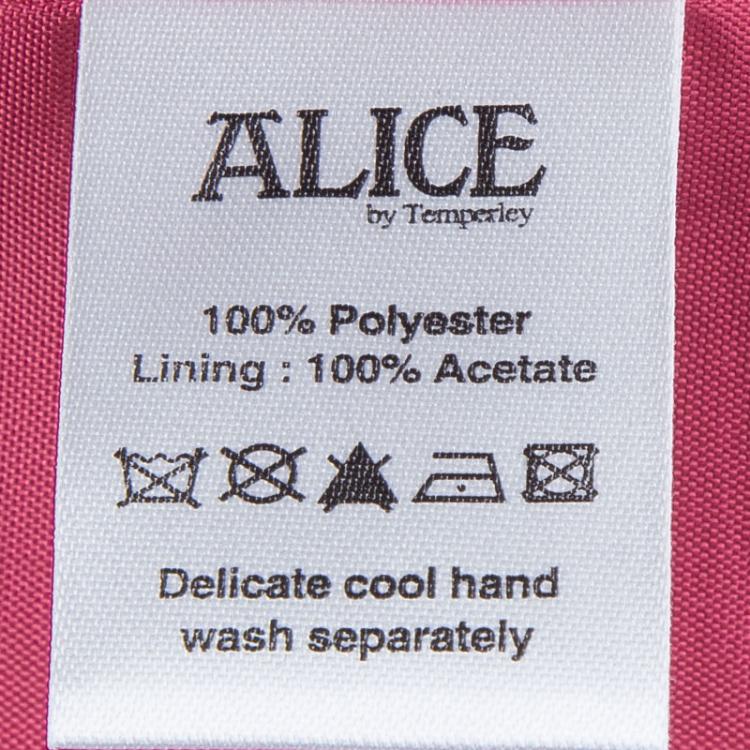 ALICE
by Temperley
100% Polyester
Lining : 100% Acetate
Delicate cool hand
wash separately